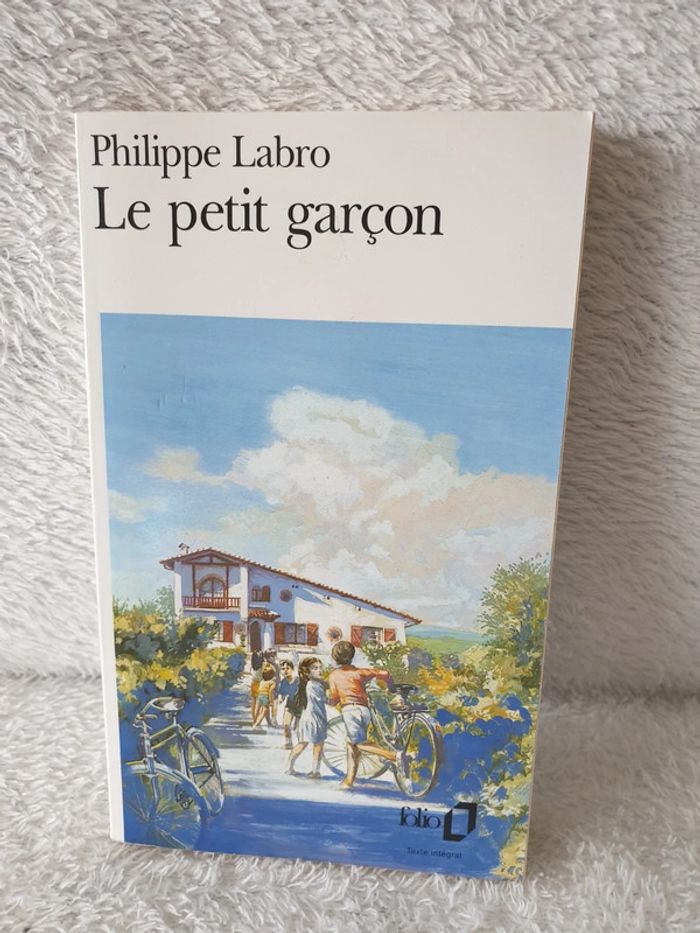 Philippe Labro
Le petit garçon
folio
Texte intégral